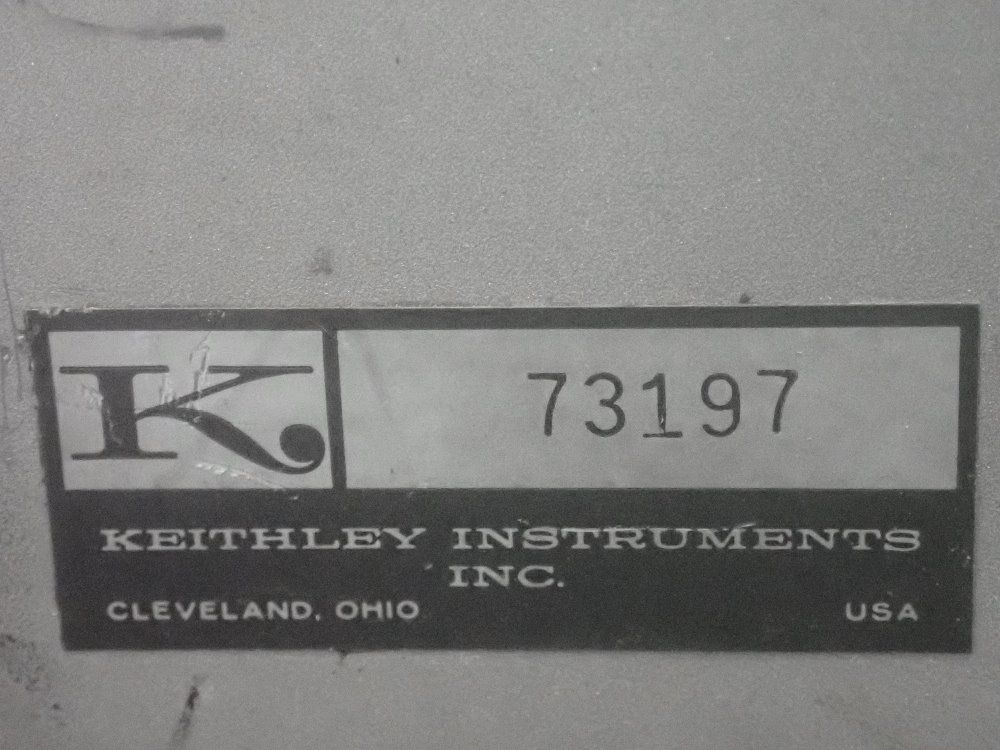 K
73197
KEITHLEY INSTRUMENTS
INC.
CLEVELAND, OHIO USA